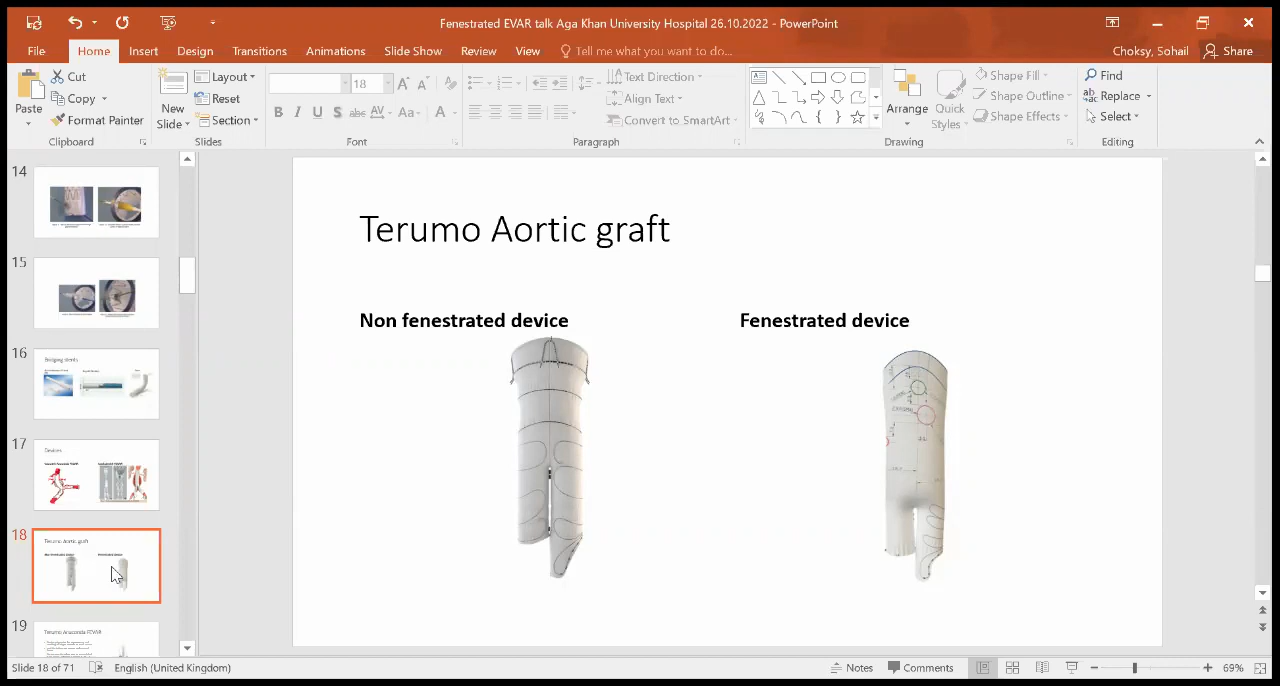 Fenestrated EVAR talk Aga Khan University Hospital 26.10.2022 - PowerPoint
File Home Insert Design Transitions Animations Slide Show Review View Tell me what you want to do... Choksy, Sohail Share
Paste
Cut
Copy
Format Painter
Clipboard
New Slide
Layout
Reset
Section
Slides
18
Font
Text Direction
Align Text
Convert to SmartArt
Paragraph
Arrange
Quick Styles
Shape Fill
Shape Outline
Shape Effects
Drawing
Find
Replace
Select
Editing
14
15
16
Bridging stents
17
Devices
18
Terumo Aortic graft
19
Terumo Anaconda FEVAR
Terumo Aortic graft
Non fenestrated device
Fenestrated device
Slide 18 of 71 English (United Kingdom) Notes Comments 69%